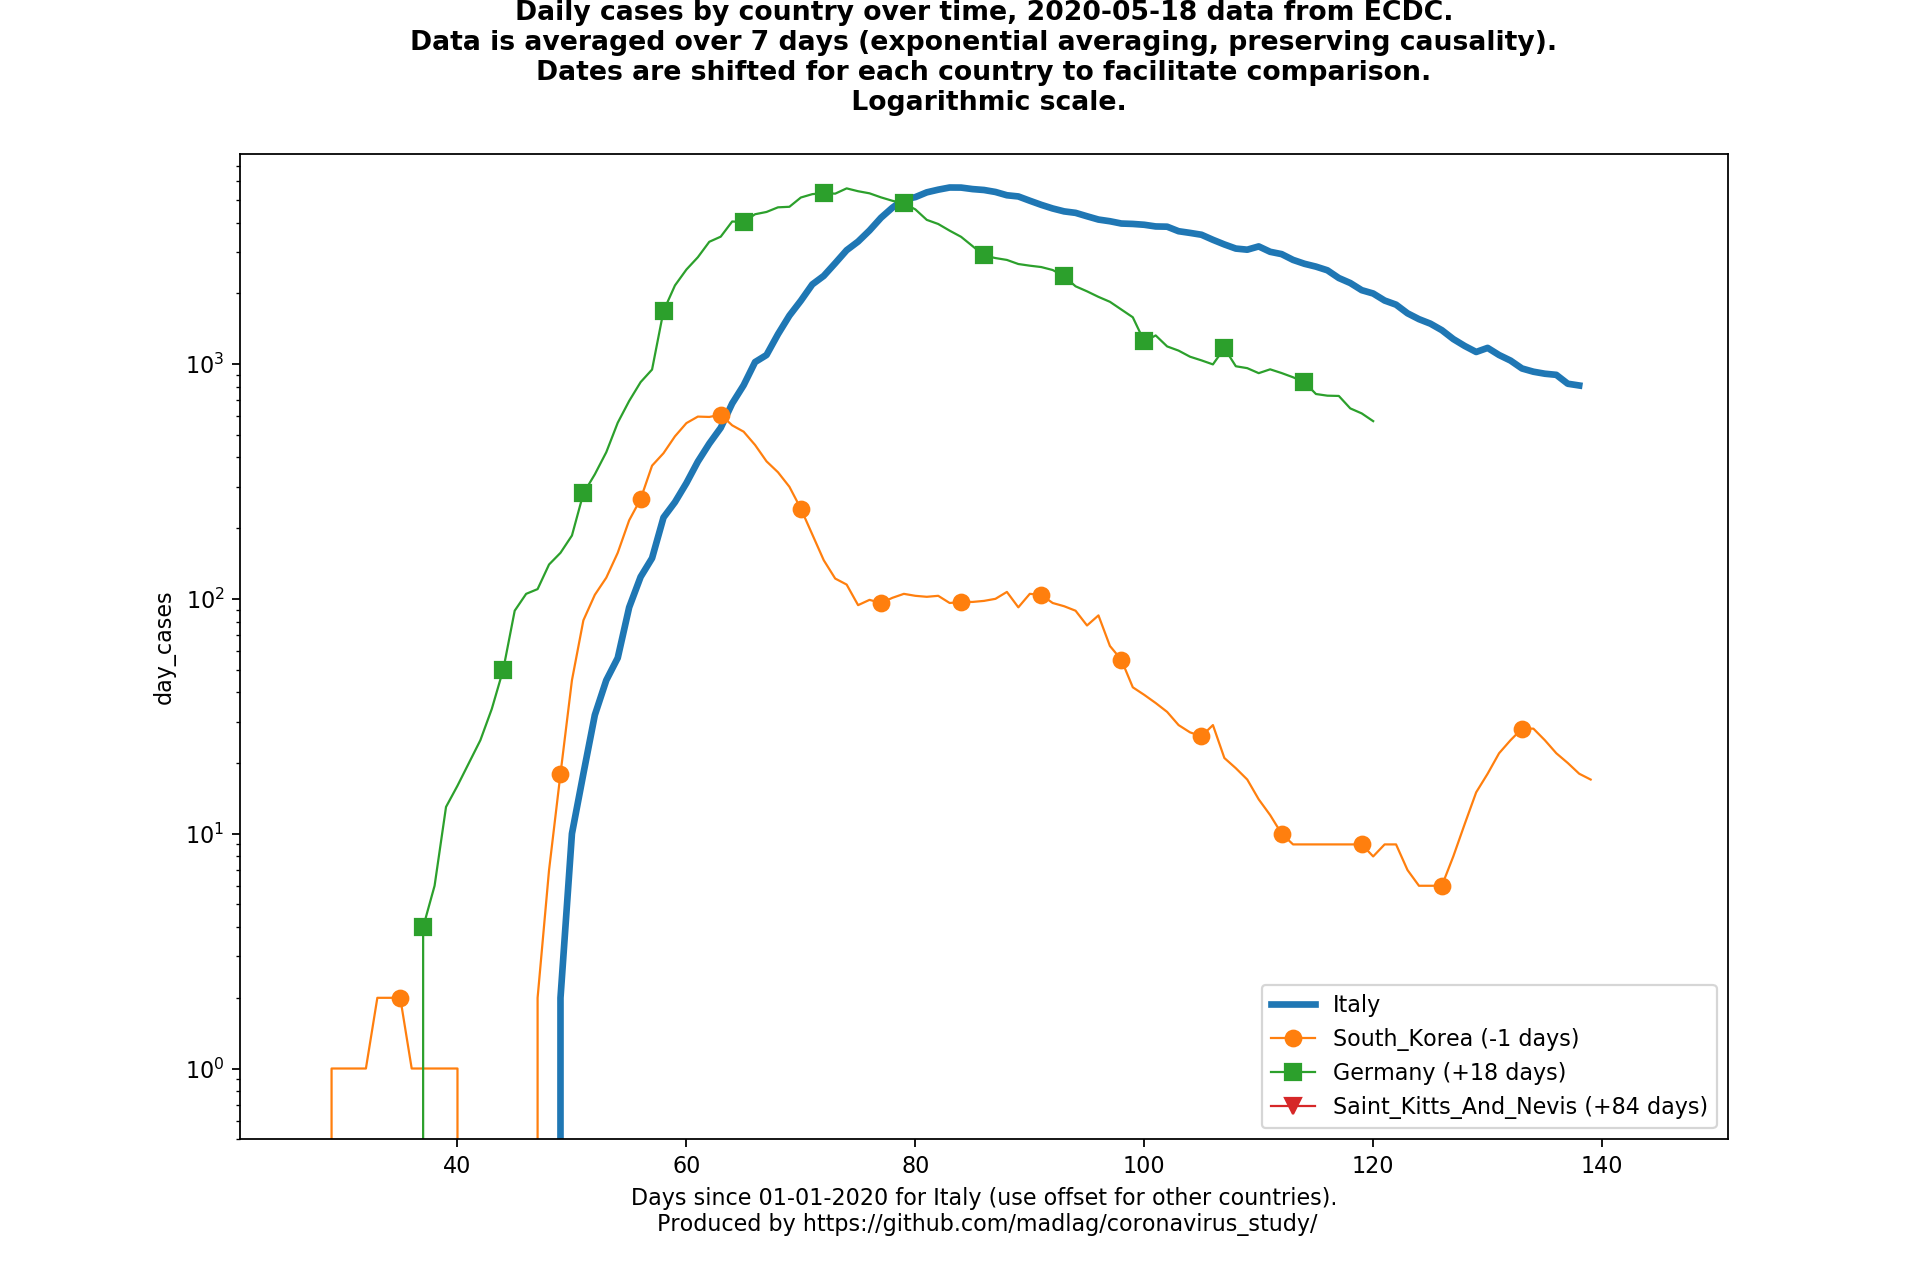 Daily cases by country over time, 2020-05-18 data from ECDC.
Data is averaged over 7 days (exponential averaging, preserving causality).
Dates are shifted for each country to facilitate comparison.
Logarithmic scale.
10³
10²
10¹
10⁰
day_cases
40 60 80 100 120 140
Days since 01-01-2020 for Italy (use offset for other countries).
Produced by https://github.com/madlag/coronavirus_study/
Italy
South_Korea (-1 days)
Germany (+18 days)
Saint_Kitts_And_Nevis (+84 days)